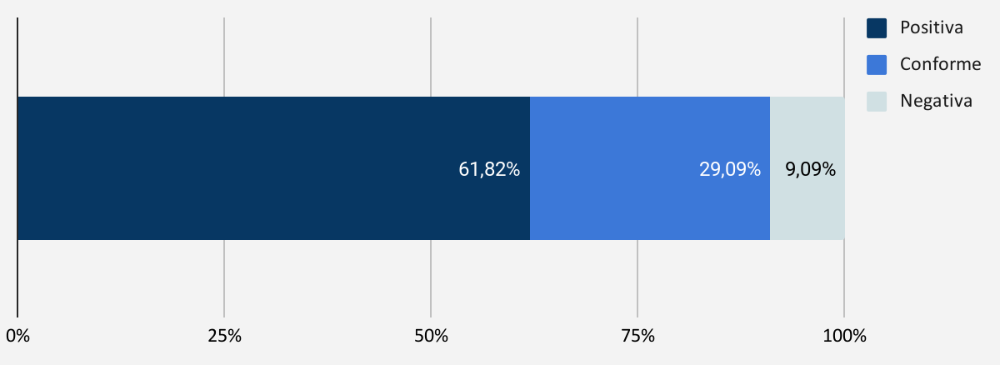 Positiva
Conforme
Negativa
61,82% 29,09% 9,09%
0% 25% 50% 75% 100%